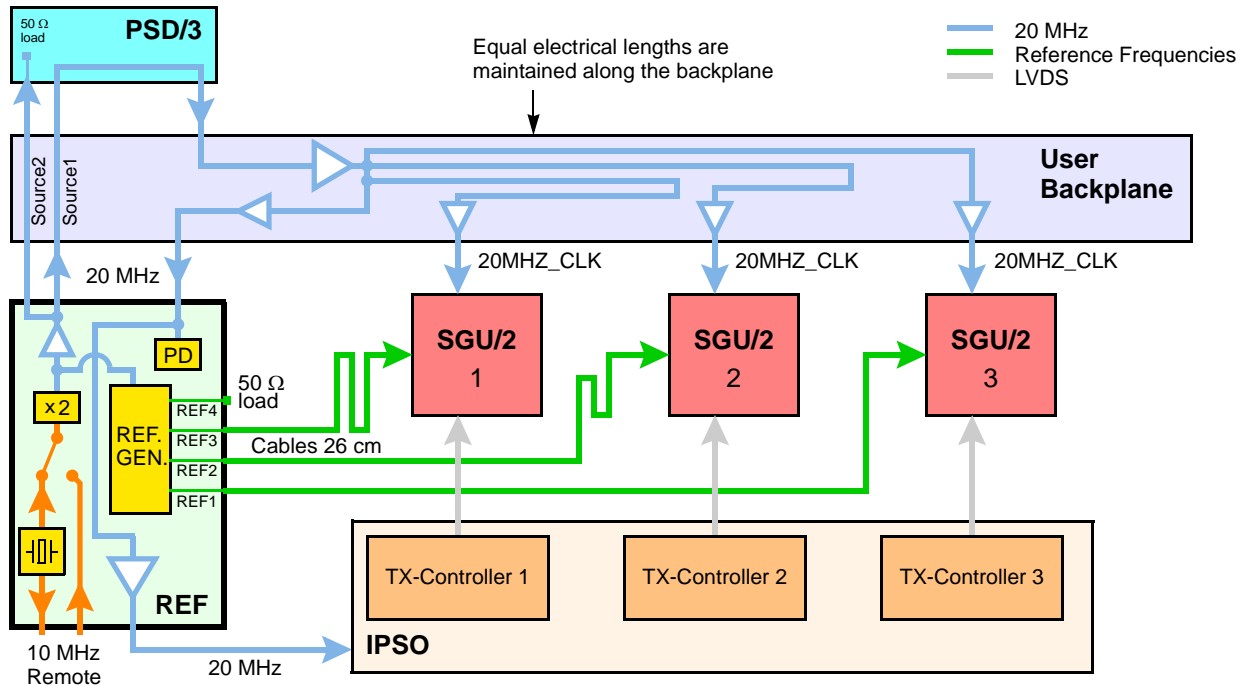 50 Ω
load
PSD/3
Equal electrical lengths are
maintained along the backplane
20 MHz
Reference Frequencies
LVDS
Source2
Source1
User
Backplane
20 MHz
20MHZ_CLK
20MHZ_CLK
20MHZ_CLK
PD
x 2
REF.
GEN.
REF4
REF3
REF2
REF1
50 Ω
load
Cables 26 cm
SGU/2
1
SGU/2
2
SGU/2
3
REF
10 MHz
Remote
20 MHz
TX-Controller 1
TX-Controller 2
TX-Controller 3
IPSO